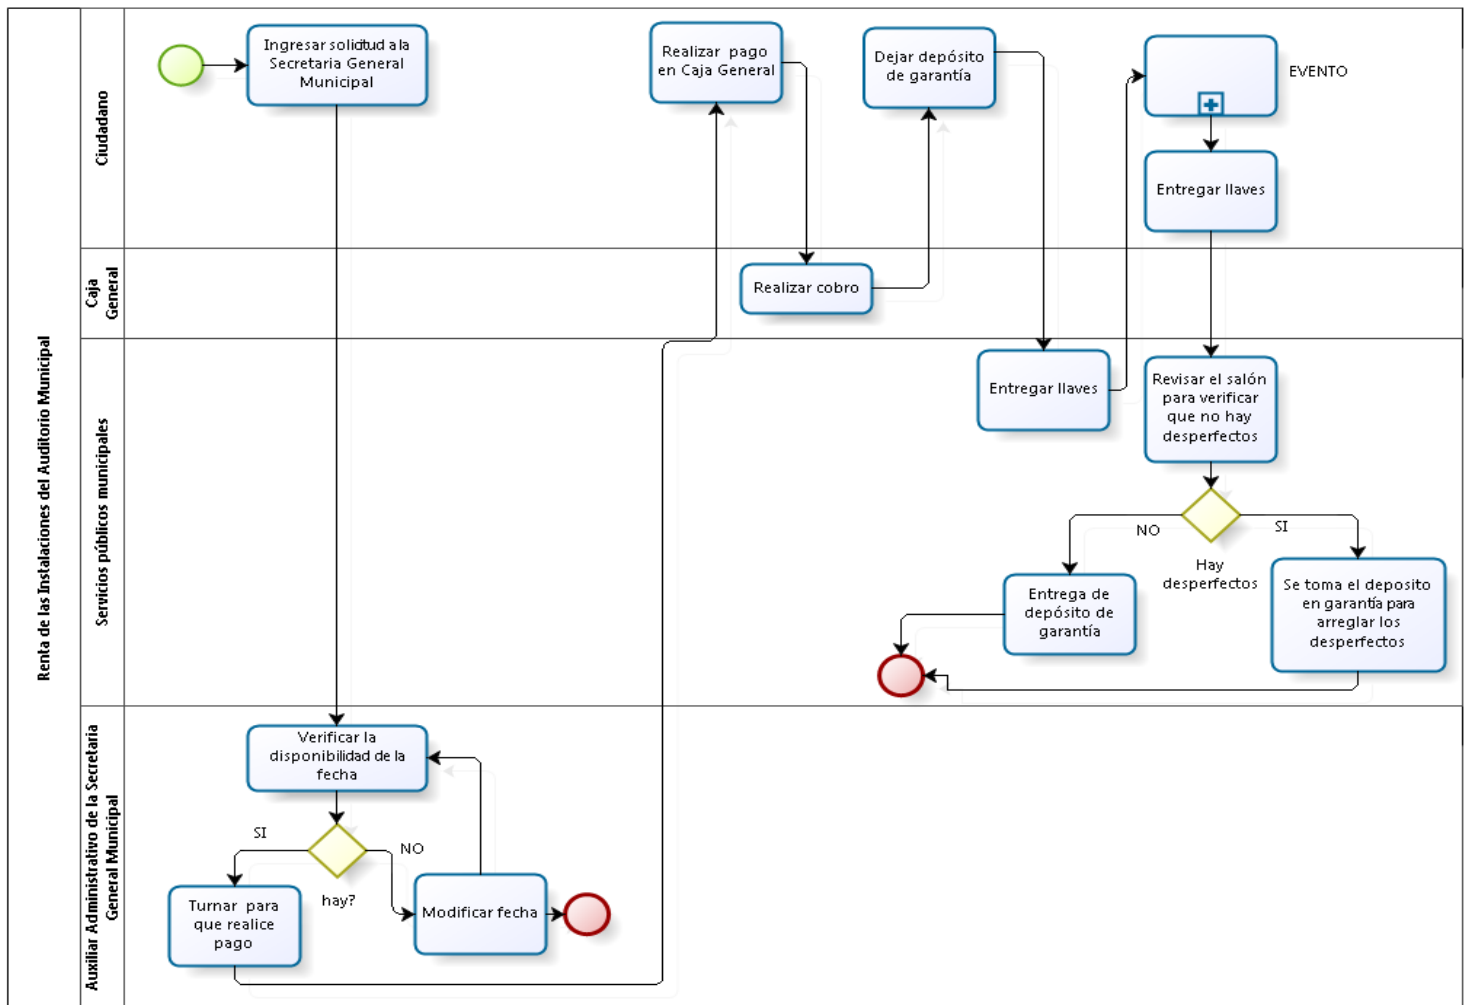 Renta de las Instalaciones del Auditorio Municipal
Ciudadano
Ingresar solicitud a la
Secretaria General
Municipal
Realizar pago
en Caja General
Dejar depósito
de garantía
EVENTO
Entregar llaves
Caja
General
Realizar cobro
Servicios públicos municipales
Entregar llaves
Revisar el salón
para verificar
que no hay
desperfectos
NO
SI
Hay
desperfectos
Entrega de
depósito de
garantía
Se toma el deposito
en garantía para
arreglar los
desperfectos
Auxiliar Administrativo de la Secretaria
General Municipal
Verificar la
disponibilidad de la
fecha
SI
NO
hay?
Turnar para
que realice
pago
Modificar fecha